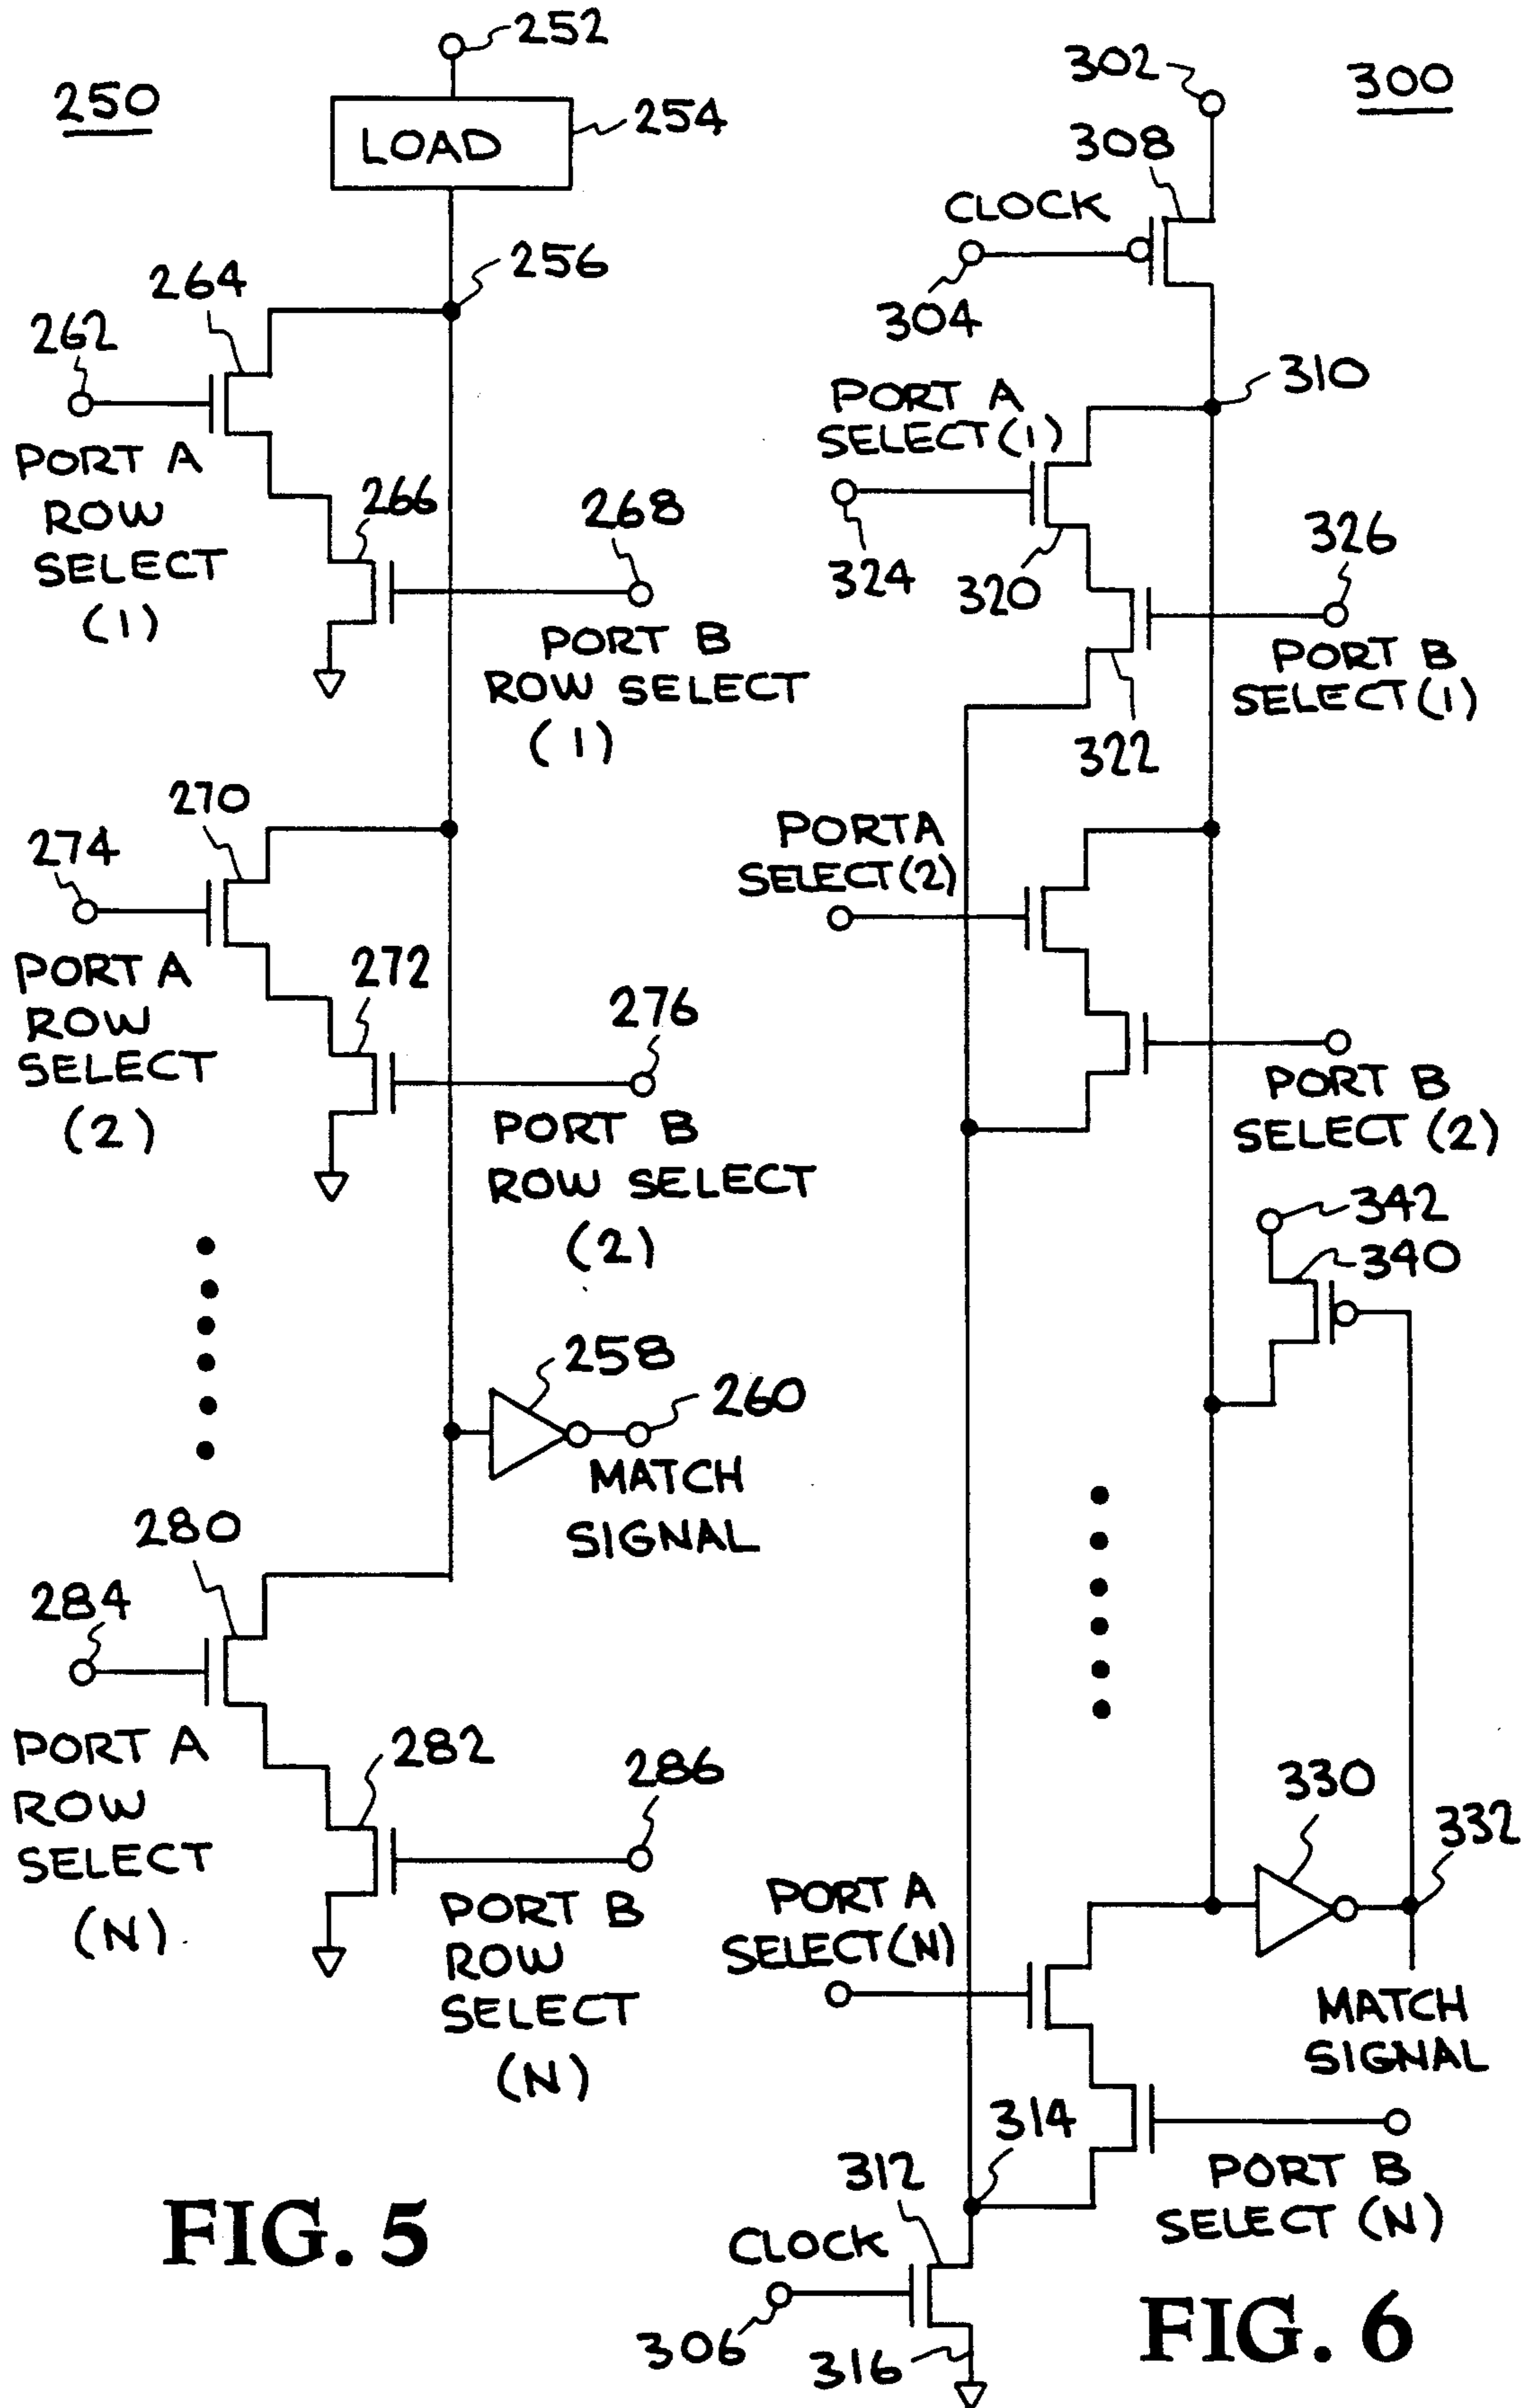 250
252
LOAD
254
256
264
262
PORT A
ROW
SELECT
(1)
266
268
PORT B
ROW SELECT
(1)
270
274
PORT A
ROW
SELECT
(2)
272
276
PORT B
ROW SELECT
(2)
258
260
MATCH
SIGNAL
280
284
PORT A
ROW
SELECT
(N)
282
286
PORT B
ROW
SELECT
(N)
FIG. 5
300
302
308
CLOCK
304
310
PORT A
SELECT(1)
324
320
326
PORT B
SELECT(1)
322
PORT A
SELECT(2)
PORT B
SELECT (2)
342
340
330
332
MATCH
SIGNAL
PORT A
SELECT(N)
314
312
PORT B
SELECT (N)
CLOCK
306
316
FIG. 6